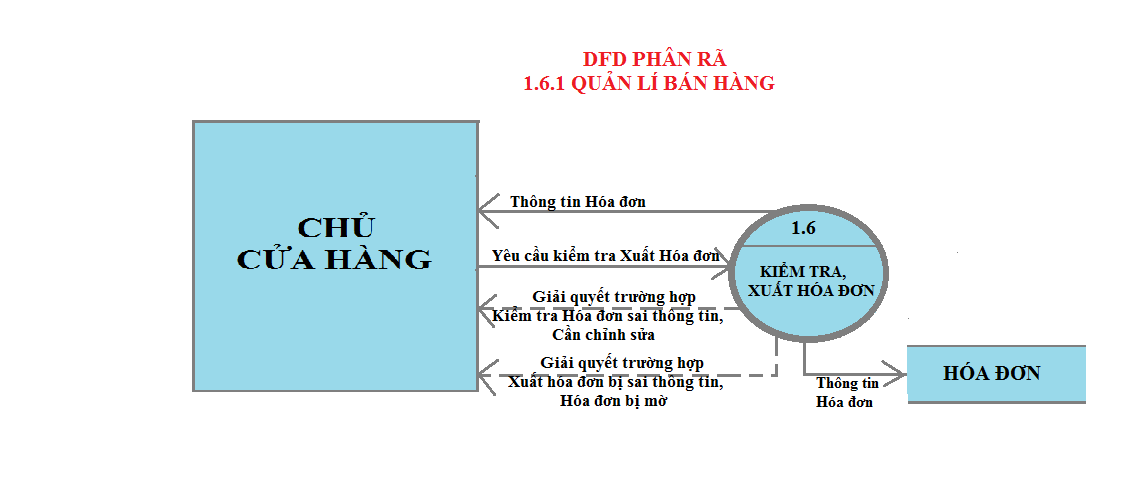 DFD PHÂN RÃ
1.6.1 QUẢN LÍ BÁN HÀNG
CHỦ
CỬA HÀNG
Thông tin Hóa đơn
Yêu cầu kiểm tra Xuất Hóa đơn
Giải quyết trường hợp
Kiểm tra Hóa đơn sai thông tin,
Cần chỉnh sửa
Giải quyết trường hợp
Xuất hóa đơn bị sai thông tin,
Hóa đơn bị mờ
1.6
KIỂM TRA,
XUẤT HÓA ĐƠN
Thông tin
Hóa đơn
HÓA ĐƠN